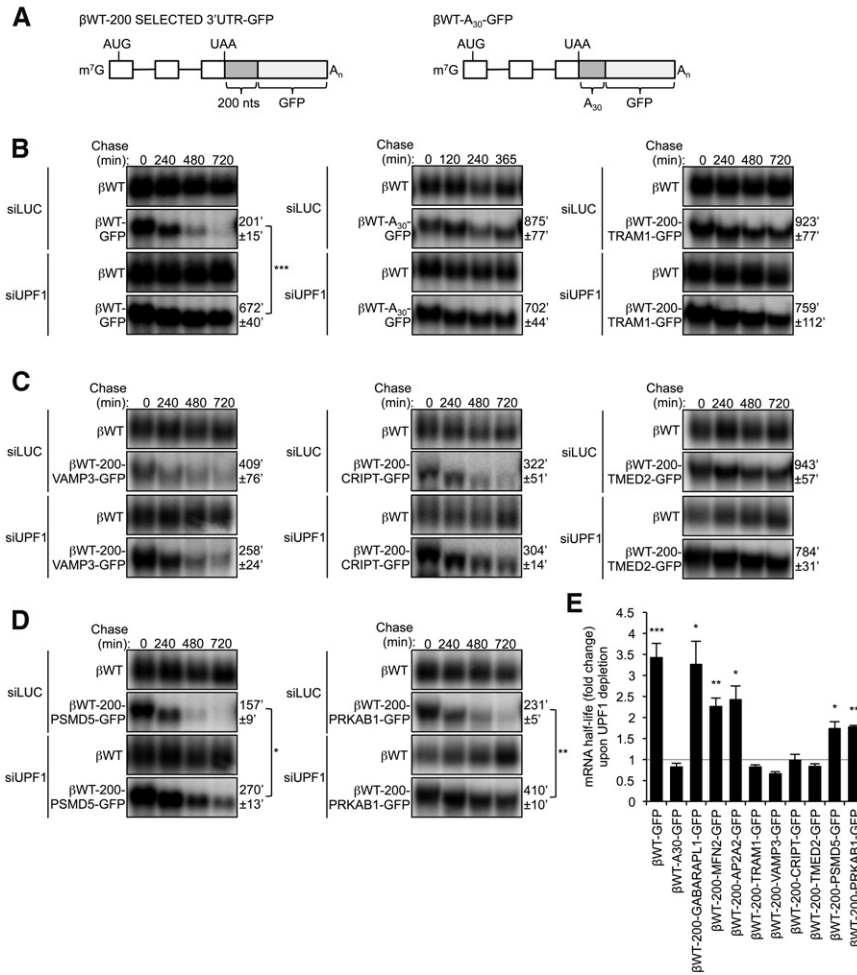 A
βWT-200 SELECTED 3'UTR-GFP
βWT-A30-GFP
AUG UAA
m7G An
200 nts GFP
AUG UAA
m7G An
A30 GFP
B
Chase (min): 0 240 480 720
siLUC
βWT
βWT-GFP 201' ±15'
siUPF1
βWT
βWT-GFP 672' ±40'
***
Chase (min): 0 120 240 365
siLUC
βWT
βWT-A30-GFP 875' ±77'
siUPF1
βWT
βWT-A30-GFP 702' ±44'
Chase (min): 0 240 480 720
siLUC
βWT
βWT-200-TRAM1-GFP 923' ±77'
siUPF1
βWT
βWT-200-TRAM1-GFP 759' ±112'
C
Chase (min): 0 240 480 720
siLUC
βWT
βWT-200-VAMP3-GFP 409' ±76'
siUPF1
βWT
βWT-200-VAMP3-GFP 258' ±24'
Chase (min): 0 240 480 720
siLUC
βWT
βWT-200-CRIPT-GFP 322' ±51'
siUPF1
βWT
βWT-200-CRIPT-GFP 304' ±14'
Chase (min): 0 240 480 720
siLUC
βWT
βWT-200-TMED2-GFP 943' ±57'
siUPF1
βWT
βWT-200-TMED2-GFP 784' ±31'
D
Chase (min): 0 240 480 720
siLUC
βWT
βWT-200-PSMD5-GFP 157' ±9'
siUPF1
βWT
βWT-200-PSMD5-GFP 270' ±13'
*
Chase (min): 0 240 480 720
siLUC
βWT
βWT-200-PRKAB1-GFP 231' ±5'
siUPF1
βWT
βWT-200-PRKAB1-GFP 410' ±10'
**
E
mRNA half-life (fold change) upon UPF1 depletion
4.5
4
3.5
3
2.5
2
1.5
1
0.5
0
*** * ** * * **
βWT-GFP
βWT-A30-GFP
βWT-200-GABARAPL1-GFP
βWT-200-MFN2-GFP
βWT-200-AP2A2-GFP
βWT-200-TRAM1-GFP
βWT-200-VAMP3-GFP
βWT-200-CRIPT-GFP
βWT-200-TMED2-GFP
βWT-200-PSMD5-GFP
βWT-200-PRKAB1-GFP